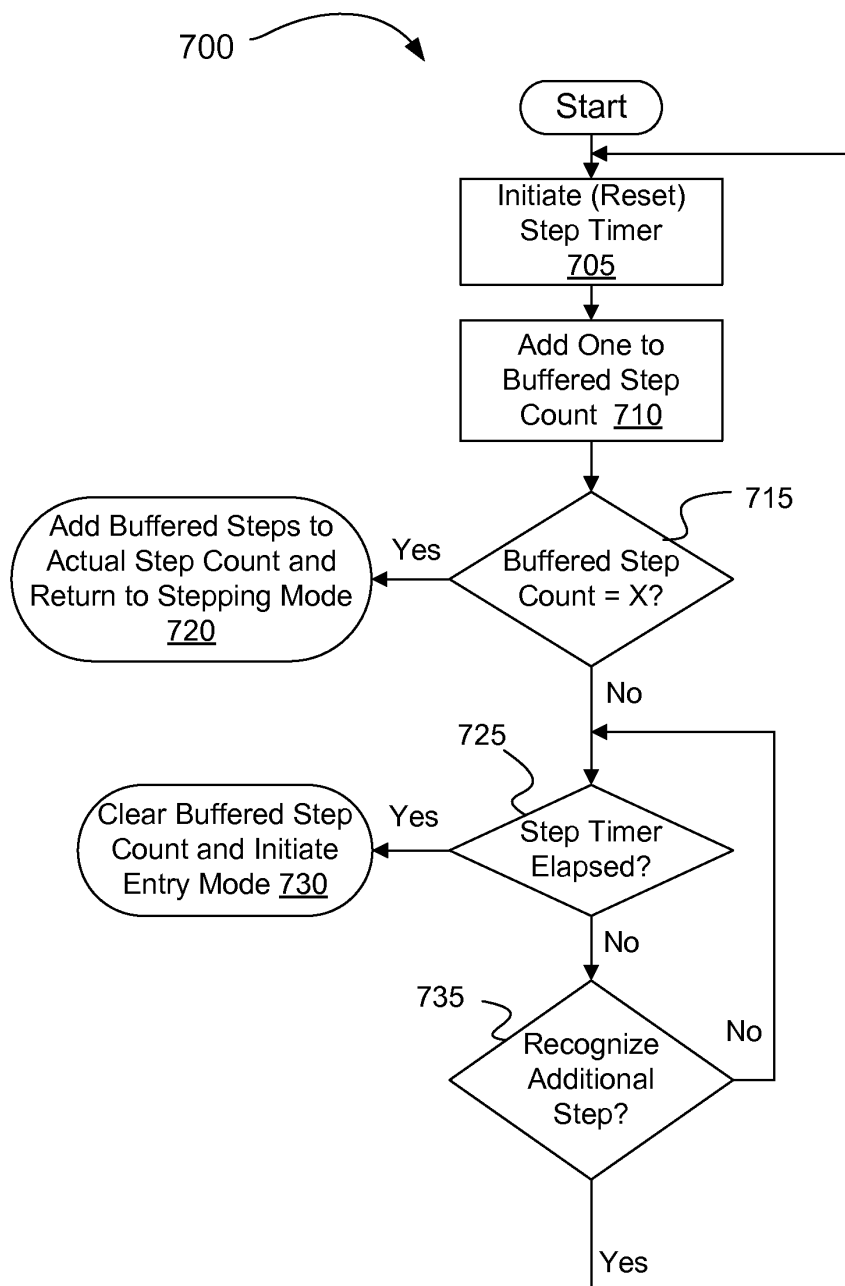 700
Start
Initiate (Reset)
Step Timer
705
Add One to
Buffered Step
Count 710
715
Buffered Step
Count = X?
Yes
Add Buffered Steps to
Actual Step Count and
Return to Stepping Mode
720
No
725
Step Timer
Elapsed?
Yes
Clear Buffered Step
Count and Initiate
Entry Mode 730
No
735
Recognize
Additional
Step?
No
Yes